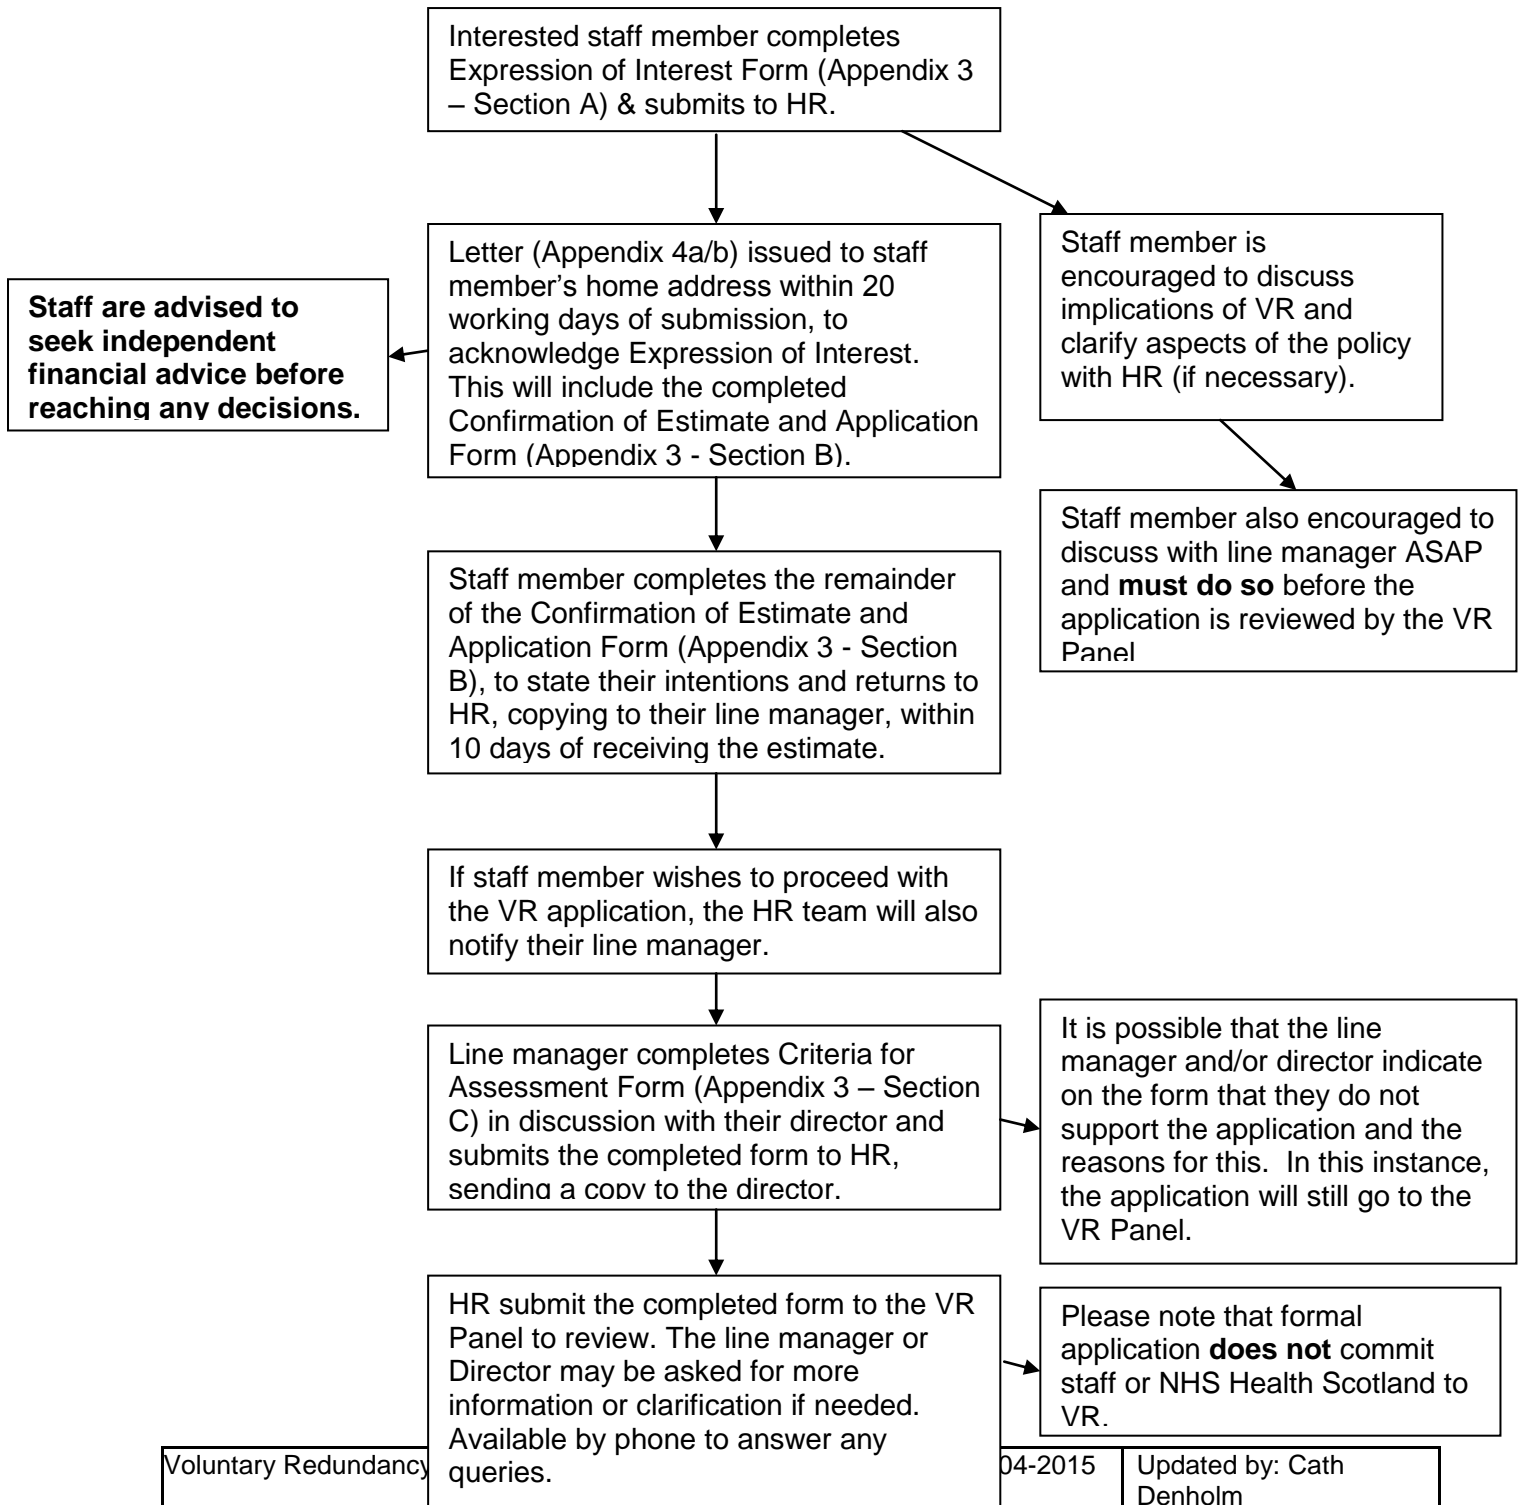 Interested staff member completes
Expression of Interest Form (Appendix 3
– Section A) & submits to HR.
Letter (Appendix 4a/b) issued to staff
member’s home address within 20
working days of submission, to
acknowledge Expression of Interest.
This will include the completed
Confirmation of Estimate and Application
Form (Appendix 3 - Section B).
Staff member is
encouraged to discuss
implications of VR and
clarify aspects of the policy
with HR (if necessary).
Staff are advised to
seek independent
financial advice before
reaching any decisions.
Staff member also encouraged to
discuss with line manager ASAP
and must do so before the
application is reviewed by the VR
Panel
Staff member completes the remainder
of the Confirmation of Estimate and
Application Form (Appendix 3 - Section
B), to state their intentions and returns to
HR, copying to their line manager, within
10 days of receiving the estimate.
If staff member wishes to proceed with
the VR application, the HR team will also
notify their line manager.
Line manager completes Criteria for
Assessment Form (Appendix 3 – Section
C) in discussion with their director and
submits the completed form to HR,
sending a copy to the director.
It is possible that the line
manager and/or director indicate
on the form that they do not
support the application and the
reasons for this.  In this instance,
the application will still go to the
VR Panel.
HR submit the completed form to the VR
Panel to review. The line manager or
Director may be asked for more
information or clarification if needed.
Available by phone to answer any
queries.
Please note that formal
application does not commit
staff or NHS Health Scotland to
VR.
Voluntary Redundancy
04-2015
Updated by: Cath
Denholm